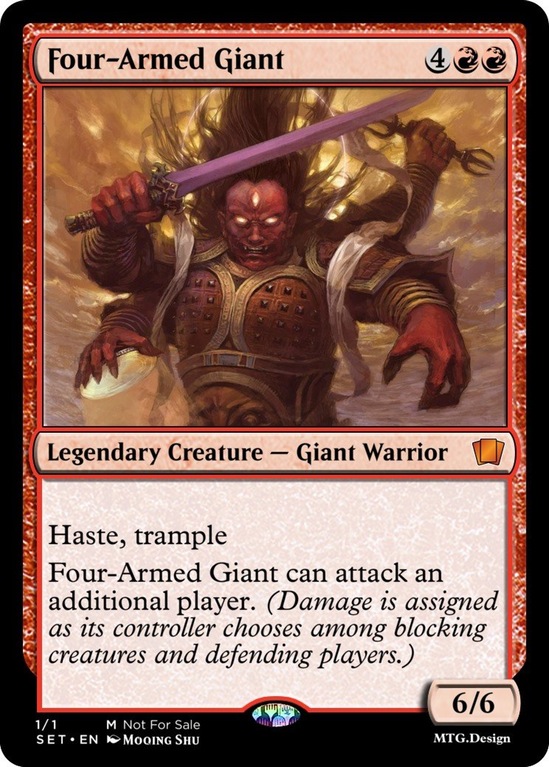 Four-Armed Giant 4
Legendary Creature — Giant Warrior
Haste, trample
Four-Armed Giant can attack an
additional player. (Damage is assigned
as its controller chooses among blocking
creatures and defending players.)
6/6
1/1 M Not For Sale
SET • EN Mooing Shu
MTG.Design